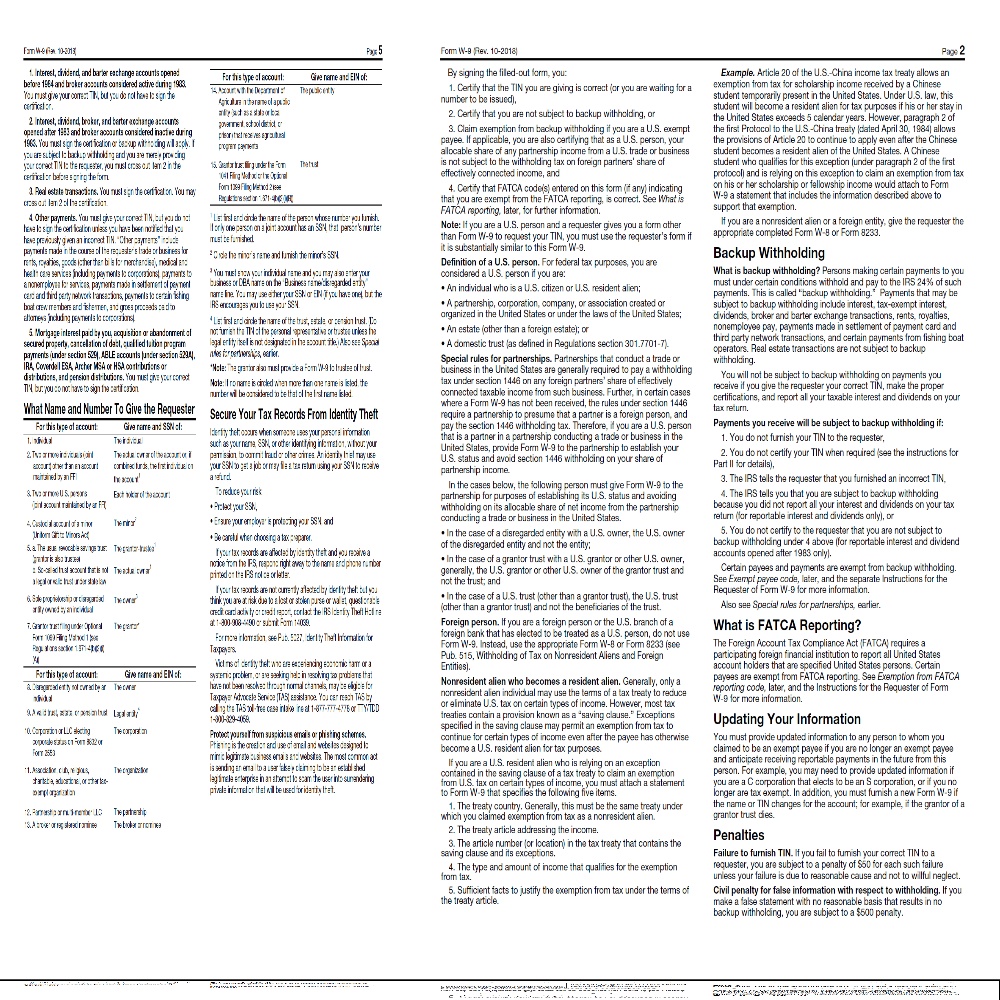 Form W-9 (Rev. 10-2018)
Page 5
1. Interest, dividend, and barter exchange accounts opened
before 1984 and broker accounts considered active during 1983.
You must give your correct TIN, but you do not have to sign the
certification.
2. Interest, dividend, broker, and barter exchange accounts
opened after 1983 and broker accounts considered inactive during
1983. You must sign the certification or backup withholding will apply. If
you are subject to backup withholding and you are merely providing
your correct TIN to the requester, you must cross out item 2 in the
certification before signing the form.
3. Real estate transactions. You must sign the certification. You may
cross out item 2 of the certification.
4. Other payments. You must give your correct TIN, but you do not
have to sign the certification unless you have been notified that you
have previously given an incorrect TIN. “Other payments” include
payments made in the course of the requester’s trade or business for
rents, royalties, goods (other than bills for merchandise), medical and
health care services (including payments to corporations), payments to
a nonemployee for services, payments made in settlement of payment
card and third party network transactions, payments to certain fishing
boat crew members and fishermen, and gross proceeds paid to
attorneys (including payments to corporations).
5. Mortgage interest paid by you, acquisition or abandonment of
secured property, cancellation of debt, qualified tuition program
payments (under section 529), ABLE accounts (under section 529A),
IRA, Coverdell ESA, Archer MSA or HSA contributions or
distributions, and pension distributions. You must give your correct
TIN, but you do not have to sign the certification.
What Name and Number To Give the Requester
For this type of account: Give name and SSN of:
1. Individual The individual
2. Two or more individuals (joint The actual owner of the account or, if
account) other than an account combined funds, the first individual on
maintained by an FFI the account1
3. Two or more U.S. persons Each holder of the account
(joint account maintained by an FFI)
4. Custodial account of a minor The minor2
(Uniform Gift to Minors Act)
5. a. The usual revocable savings trust The grantor-trustee1
(grantor is also trustee)
b. So-called trust account that is not The actual owner1
a legal or valid trust under state law
6. Sole proprietorship or disregarded The owner3
entity owned by an individual
7. Grantor trust filing under Optional The grantor*
Form 1099 Filing Method 1 (see
Regulations section 1.671-4(b)(2)(i)
(A))
For this type of account: Give name and EIN of:
8. Disregarded entity not owned by an The owner
individual
9. A valid trust, estate, or pension trust Legal entity4
10. Corporation or LLC electing The corporation
corporate status on Form 8832 or
Form 2553
11. Association, club, religious, The organization
charitable, educational, or other tax-
exempt organization
12. Partnership or multi-member LLC The partnership
13. A broker or registered nominee The broker or nominee
For this type of account: Give name and EIN of:
14. Account with the Department of The public entity
Agriculture in the name of a public
entity (such as a state or local
government, school district, or
prison) that receives agricultural
program payments
15. Grantor trust filing under the Form The trust
1041 Filing Method or the Optional
Form 1099 Filing Method 2 (see
Regulations section 1.671-4(b)(2)(i)(B))
1 List first and circle the name of the person whose number you furnish.
If only one person on a joint account has an SSN, that person’s number
must be furnished.
2 Circle the minor’s name and furnish the minor’s SSN.
3 You must show your individual name and you may also enter your
business or DBA name on the “Business name/disregarded entity”
name line. You may use either your SSN or EIN (if you have one), but the
IRS encourages you to use your SSN.
4 List first and circle the name of the trust, estate, or pension trust. (Do
not furnish the TIN of the personal representative or trustee unless the
legal entity itself is not designated in the account title.) Also see Special
rules for partnerships, earlier.
*Note: The grantor also must provide a Form W-9 to trustee of trust.
Note: If no name is circled when more than one name is listed, the
number will be considered to be that of the first name listed.
Secure Your Tax Records From Identity Theft
Identity theft occurs when someone uses your personal information
such as your name, SSN, or other identifying information, without your
permission, to commit fraud or other crimes. An identity thief may use
your SSN to get a job or may file a tax return using your SSN to receive
a refund.
To reduce your risk:
• Protect your SSN,
• Ensure your employer is protecting your SSN, and
• Be careful when choosing a tax preparer.
If your tax records are affected by identity theft and you receive a
notice from the IRS, respond right away to the name and phone number
printed on the IRS notice or letter.
If your tax records are not currently affected by identity theft but you
think you are at risk due to a lost or stolen purse or wallet, questionable
credit card activity or credit report, contact the IRS Identity Theft Hotline
at 1-800-908-4490 or submit Form 14039.
For more information, see Pub. 5027, Identity Theft Information for
Taxpayers.
Victims of identity theft who are experiencing economic harm or a
systemic problem, or are seeking help in resolving tax problems that
have not been resolved through normal channels, may be eligible for
Taxpayer Advocate Service (TAS) assistance. You can reach TAS by
calling the TAS toll-free case intake line at 1-877-777-4778 or TTY/TDD
1-800-829-4059.
Protect yourself from suspicious emails or phishing schemes.
Phishing is the creation and use of email and websites designed to
mimic legitimate business emails and websites. The most common act
is sending an email to a user falsely claiming to be an established
legitimate enterprise in an attempt to scam the user into surrendering
private information that will be used for identity theft.
Form W-9 (Rev. 10-2018)
Page 2
By signing the filled-out form, you:
1. Certify that the TIN you are giving is correct (or you are waiting for a
number to be issued),
2. Certify that you are not subject to backup withholding, or
3. Claim exemption from backup withholding if you are a U.S. exempt
payee. If applicable, you are also certifying that as a U.S. person, your
allocable share of any partnership income from a U.S. trade or business
is not subject to the withholding tax on foreign partners' share of
effectively connected income, and
4. Certify that FATCA code(s) entered on this form (if any) indicating
that you are exempt from the FATCA reporting, is correct. See What is
FATCA reporting, later, for further information.
Note: If you are a U.S. person and a requester gives you a form other
than Form W-9 to request your TIN, you must use the requester’s form if
it is substantially similar to this Form W-9.
Definition of a U.S. person. For federal tax purposes, you are
considered a U.S. person if you are:
• An individual who is a U.S. citizen or U.S. resident alien;
• A partnership, corporation, company, or association created or
organized in the United States or under the laws of the United States;
• An estate (other than a foreign estate); or
• A domestic trust (as defined in Regulations section 301.7701-7).
Special rules for partnerships. Partnerships that conduct a trade or
business in the United States are generally required to pay a withholding
tax under section 1446 on any foreign partners’ share of effectively
connected taxable income from such business. Further, in certain cases
where a Form W-9 has not been received, the rules under section 1446
require a partnership to presume that a partner is a foreign person, and
pay the section 1446 withholding tax. Therefore, if you are a U.S. person
that is a partner in a partnership conducting a trade or business in the
United States, provide Form W-9 to the partnership to establish your
U.S. status and avoid section 1446 withholding on your share of
partnership income.
In the cases below, the following person must give Form W-9 to the
partnership for purposes of establishing its U.S. status and avoiding
withholding on its allocable share of net income from the partnership
conducting a trade or business in the United States.
• In the case of a disregarded entity with a U.S. owner, the U.S. owner
of the disregarded entity and not the entity;
• In the case of a grantor trust with a U.S. grantor or other U.S. owner,
generally, the U.S. grantor or other U.S. owner of the grantor trust and
not the trust; and
• In the case of a U.S. trust (other than a grantor trust), the U.S. trust
(other than a grantor trust) and not the beneficiaries of the trust.
Foreign person. If you are a foreign person or the U.S. branch of a
foreign bank that has elected to be treated as a U.S. person, do not use
Form W-9. Instead, use the appropriate Form W-8 or Form 8233 (see
Pub. 515, Withholding of Tax on Nonresident Aliens and Foreign
Entities).
Nonresident alien who becomes a resident alien. Generally, only a
nonresident alien individual may use the terms of a tax treaty to reduce
or eliminate U.S. tax on certain types of income. However, most tax
treaties contain a provision known as a “saving clause.” Exceptions
specified in the saving clause may permit an exemption from tax to
continue for certain types of income even after the payee has otherwise
become a U.S. resident alien for tax purposes.
If you are a U.S. resident alien who is relying on an exception
contained in the saving clause of a tax treaty to claim an exemption
from U.S. tax on certain types of income, you must attach a statement
to Form W-9 that specifies the following five items.
1. The treaty country. Generally, this must be the same treaty under
which you claimed exemption from tax as a nonresident alien.
2. The treaty article addressing the income.
3. The article number (or location) in the tax treaty that contains the
saving clause and its exceptions.
4. The type and amount of income that qualifies for the exemption
from tax.
5. Sufficient facts to justify the exemption from tax under the terms of
the treaty article.
Example. Article 20 of the U.S.-China income tax treaty allows an
exemption from tax for scholarship income received by a Chinese
student temporarily present in the United States. Under U.S. law, this
student will become a resident alien for tax purposes if his or her stay in
the United States exceeds 5 calendar years. However, paragraph 2 of
the first Protocol to the U.S.-China treaty (dated April 30, 1984) allows
the provisions of Article 20 to continue to apply even after the Chinese
student becomes a resident alien of the United States. A Chinese
student who qualifies for this exception (under paragraph 2 of the first
protocol) and is relying on this exception to claim an exemption from tax
on his or her scholarship or fellowship income would attach to Form
W-9 a statement that includes the information described above to
support that exemption.
If you are a nonresident alien or a foreign entity, give the requester the
appropriate completed Form W-8 or Form 8233.
Backup Withholding
What is backup withholding? Persons making certain payments to you
must under certain conditions withhold and pay to the IRS 24% of such
payments. This is called “backup withholding.” Payments that may be
subject to backup withholding include interest, tax-exempt interest,
dividends, broker and barter exchange transactions, rents, royalties,
nonemployee pay, payments made in settlement of payment card and
third party network transactions, and certain payments from fishing boat
operators. Real estate transactions are not subject to backup
withholding.
You will not be subject to backup withholding on payments you
receive if you give the requester your correct TIN, make the proper
certifications, and report all your taxable interest and dividends on your
tax return.
Payments you receive will be subject to backup withholding if:
1. You do not furnish your TIN to the requester,
2. You do not certify your TIN when required (see the instructions for
Part II for details),
3. The IRS tells the requester that you furnished an incorrect TIN,
4. The IRS tells you that you are subject to backup withholding
because you did not report all your interest and dividends on your tax
return (for reportable interest and dividends only), or
5. You do not certify to the requester that you are not subject to
backup withholding under 4 above (for reportable interest and dividend
accounts opened after 1983 only).
Certain payees and payments are exempt from backup withholding.
See Exempt payee code, later, and the separate Instructions for the
Requester of Form W-9 for more information.
Also see Special rules for partnerships, earlier.
What is FATCA Reporting?
The Foreign Account Tax Compliance Act (FATCA) requires a
participating foreign financial institution to report all United States
account holders that are specified United States persons. Certain
payees are exempt from FATCA reporting. See Exemption from FATCA
reporting code, later, and the Instructions for the Requester of Form
W-9 for more information.
Updating Your Information
You must provide updated information to any person to whom you
claimed to be an exempt payee if you are no longer an exempt payee
and anticipate receiving reportable payments in the future from this
person. For example, you may need to provide updated information if
you are a C corporation that elects to be an S corporation, or if you no
longer are tax exempt. In addition, you must furnish a new Form W-9 if
the name or TIN changes for the account; for example, if the grantor of a
grantor trust dies.
Penalties
Failure to furnish TIN. If you fail to furnish your correct TIN to a
requester, you are subject to a penalty of $50 for each such failure
unless your failure is due to reasonable cause and not to willful neglect.
Civil penalty for false information with respect to withholding. If you
make a false statement with no reasonable basis that results in no
backup withholding, you are subject to a $500 penalty.